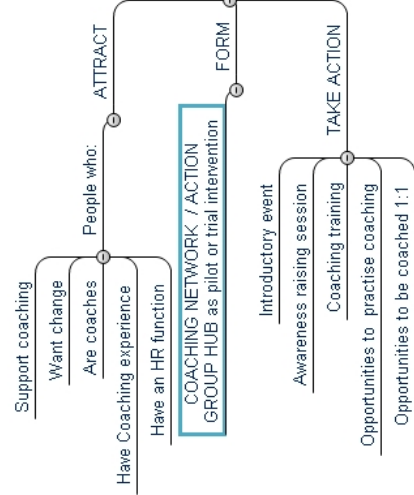 ATTRACT
People who:
Support coaching
Want change
Are coaches
Have Coaching experience
Have an HR function
FORM
COACHING NETWORK / ACTION
GROUP HUB as pilot or trial intervention
TAKE ACTION
Introductory event
Awareness raising session
Coaching training
Opportunities to practise coaching
Opportunities to be coached 1:1